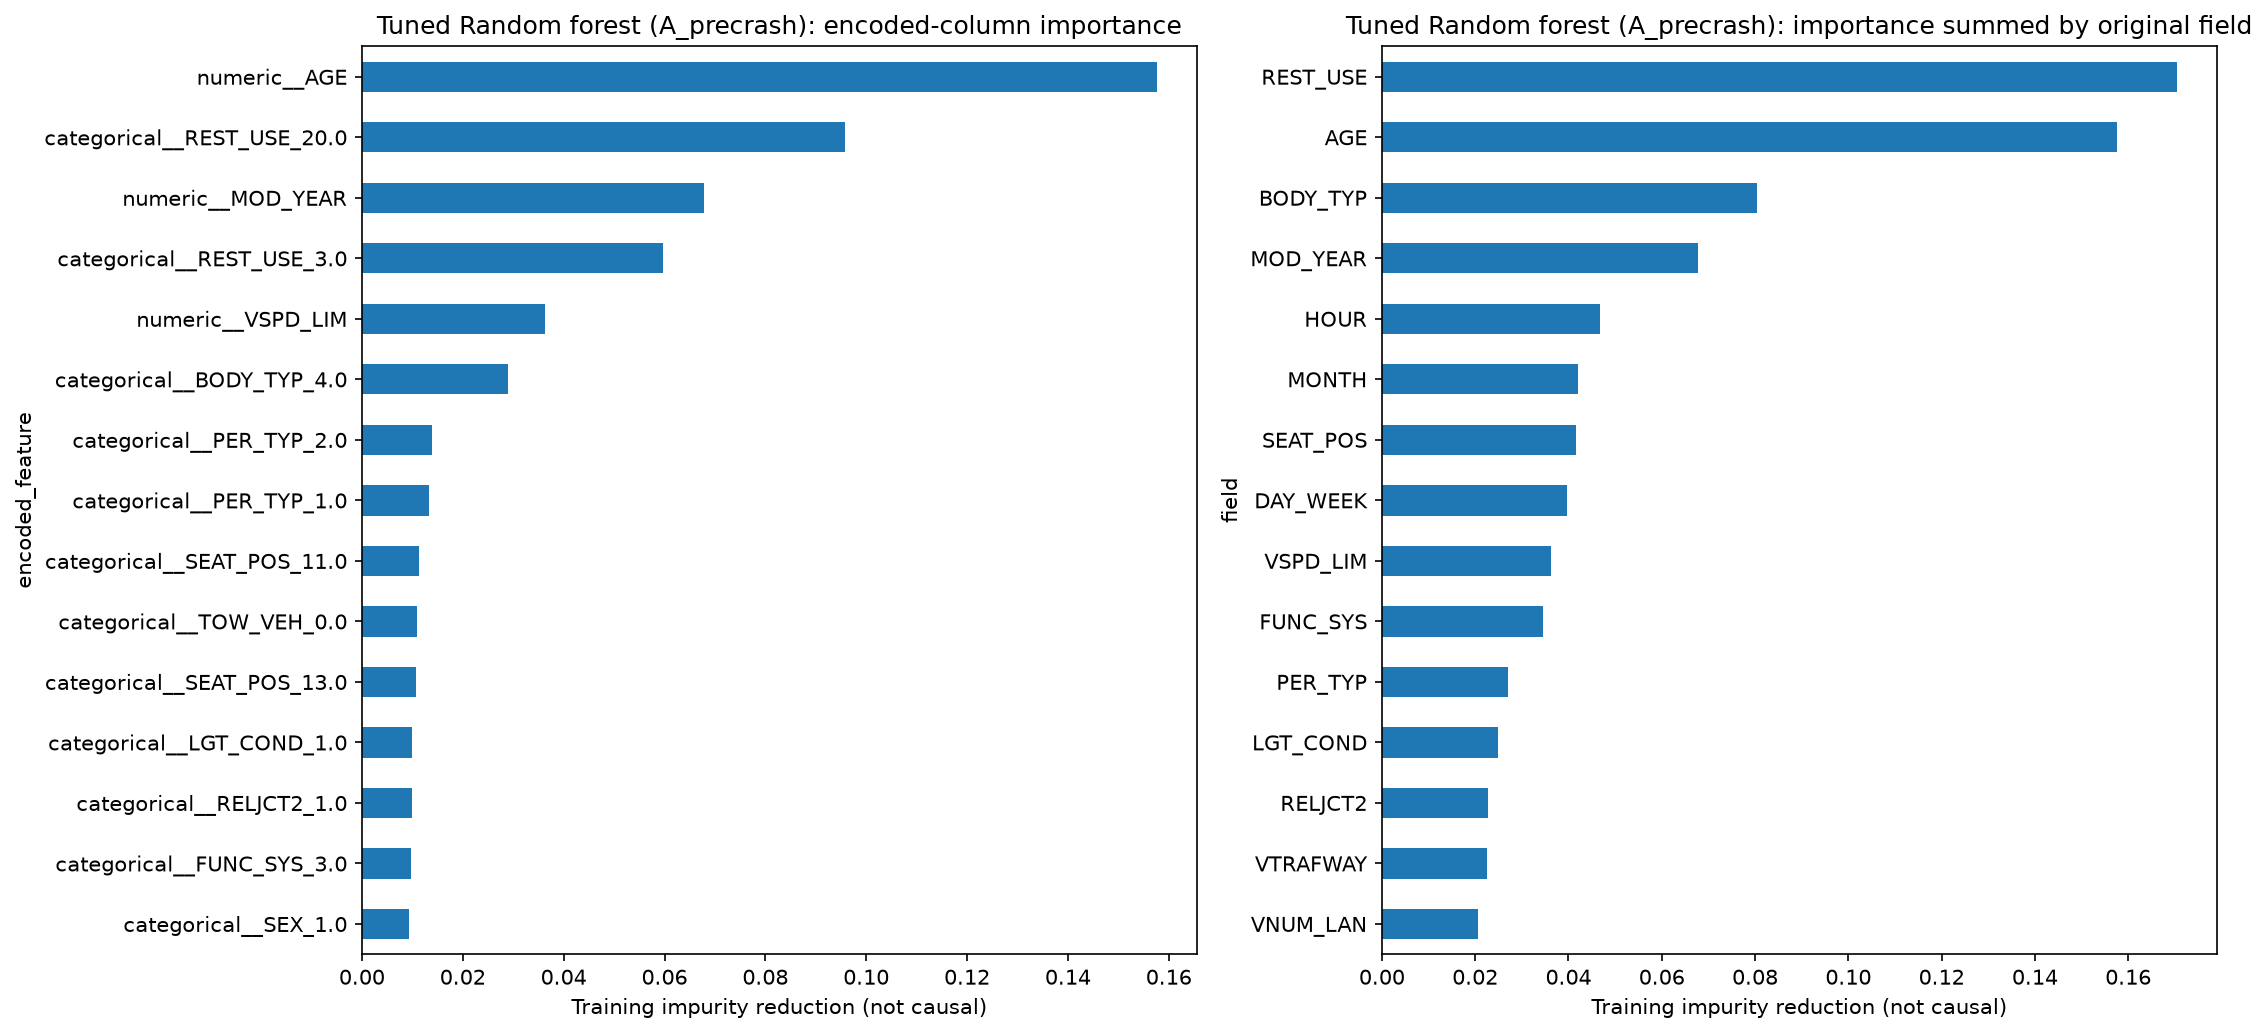 Tuned Random forest (A_precrash): encoded-column importance
encoded_feature
numeric__AGE
categorical__REST_USE_20.0
numeric__MOD_YEAR
categorical__REST_USE_3.0
numeric__VSPD_LIM
categorical__BODY_TYP_4.0
categorical__PER_TYP_2.0
categorical__PER_TYP_1.0
categorical__SEAT_POS_11.0
categorical__TOW_VEH_0.0
categorical__SEAT_POS_13.0
categorical__LGT_COND_1.0
categorical__RELJCT2_1.0
categorical__FUNC_SYS_3.0
categorical__SEX_1.0
0.00 0.02 0.04 0.06 0.08 0.10 0.12 0.14 0.16
Training impurity reduction (not causal)
Tuned Random forest (A_precrash): importance summed by original field
field
REST_USE
AGE
BODY_TYP
MOD_YEAR
HOUR
MONTH
SEAT_POS
DAY_WEEK
VSPD_LIM
FUNC_SYS
PER_TYP
LGT_COND
RELJCT2
VTRAFWAY
VNUM_LAN
0.00 0.02 0.04 0.06 0.08 0.10 0.12 0.14 0.16
Training impurity reduction (not causal)